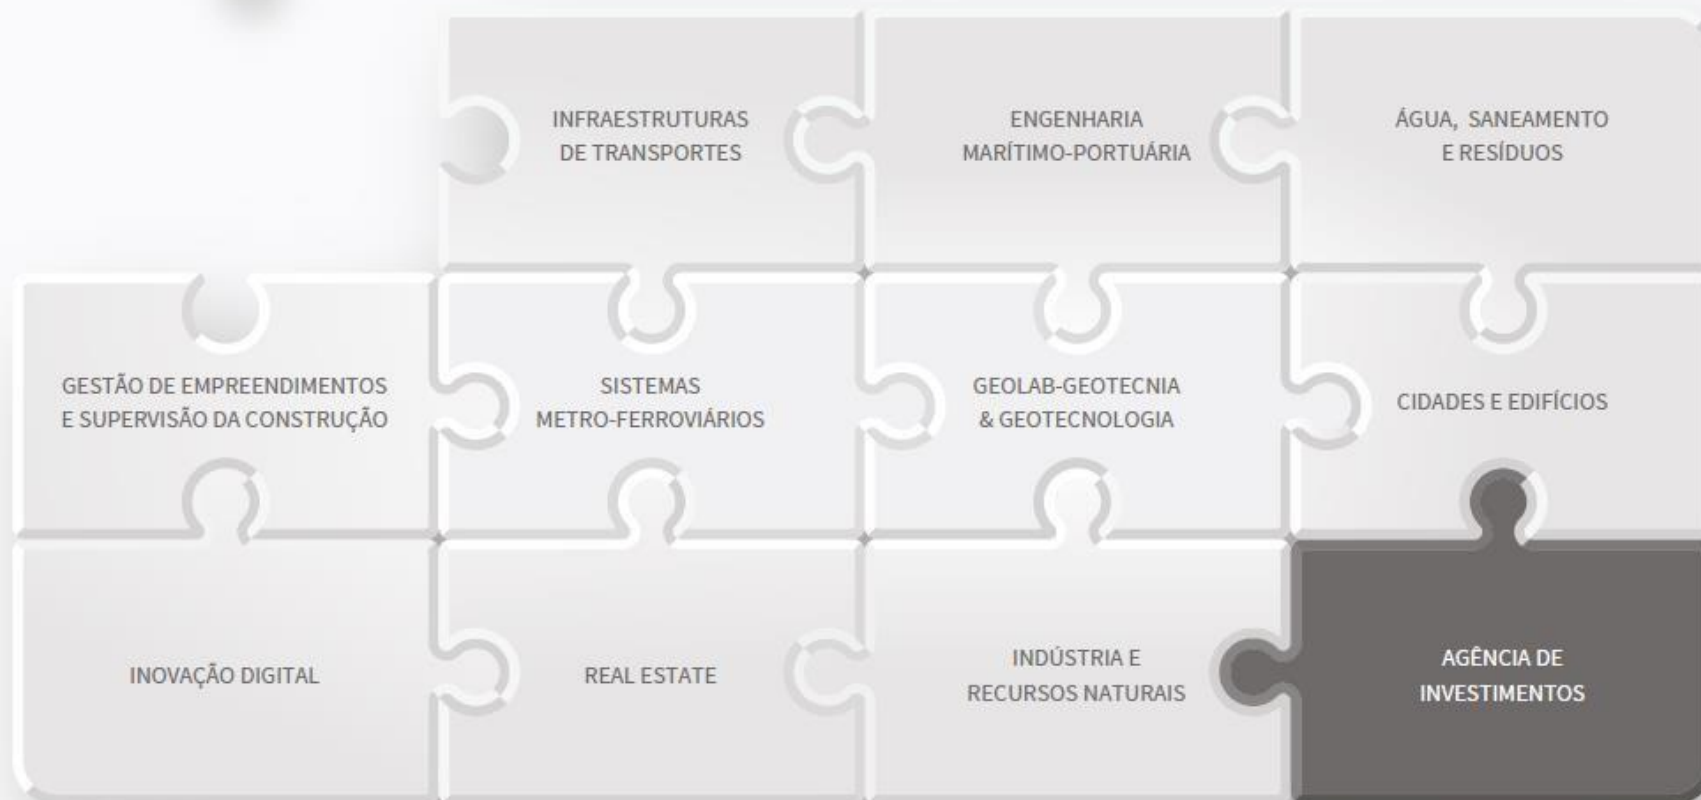 INFRAESTRUTURAS
DE TRANSPORTES
ENGENHARIA
MARÍTIMO-PORTUÁRIA
ÁGUA, SANEAMENTO
E RESÍDUOS
GESTÃO DE EMPREENDIMENTOS
E SUPERVISÃO DA CONSTRUÇÃO
SISTEMAS
METRO-FERROVIÁRIOS
GEOLAB-GEOTECNIA
& GEOTECNOLOGIA
CIDADES E EDIFÍCIOS
INOVAÇÃO DIGITAL
REAL ESTATE
INDÚSTRIA E
RECURSOS NATURAIS
AGÊNCIA DE
INVESTIMENTOS